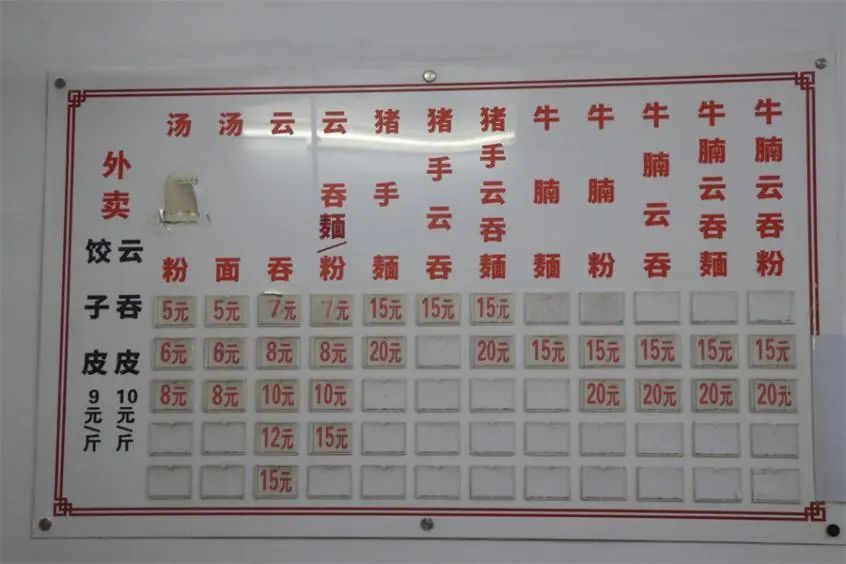 外卖
饺子皮 9元/斤
云吞皮 10元/斤
汤粉
汤面
云吞
云吞麵/粉
猪手麵
猪手云吞
猪手云吞麵
牛腩麵
牛腩粉
牛腩云吞
牛腩云吞麵
牛腩云吞粉
5元 5元 7元 7元 15元 15元 15元
6元 6元 8元 8元 20元 20元 15元 15元 15元 15元 15元
8元 8元 10元 10元 20元 20元 20元 20元
12元 15元
15元